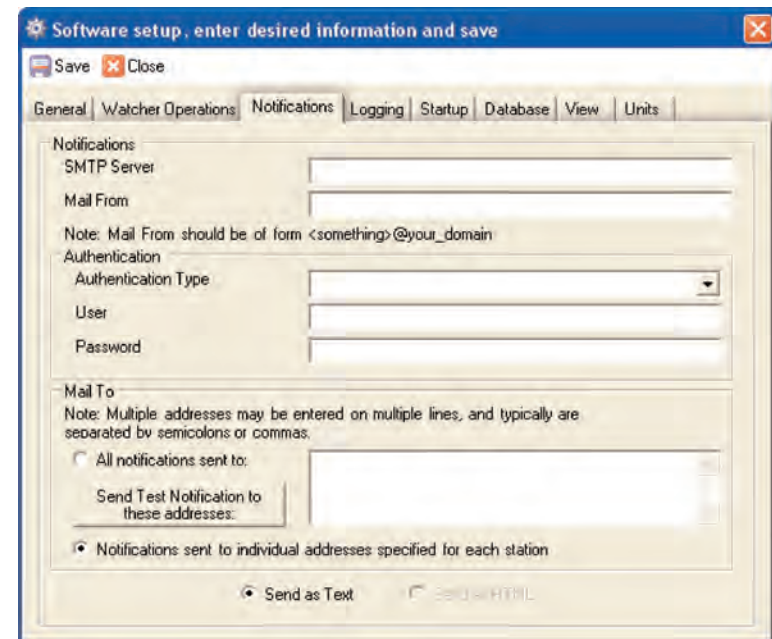 Software setup, enter desired information and save
Save Close
General Watcher Operations Notifications Logging Startup Database View Units
Notifications
SMTP Server
Mail From
Note: Mail From should be of form <something>@your_domain
Authentication
Authentication Type
User
Password
Mail To
Note: Multiple addresses may be entered on multiple lines, and typically are
separated by semicolons or commas.
All notifications sent to:
Send Test Notification to
these addresses:
Notifications sent to individual addresses specified for each station
Send as Text Send as HTML